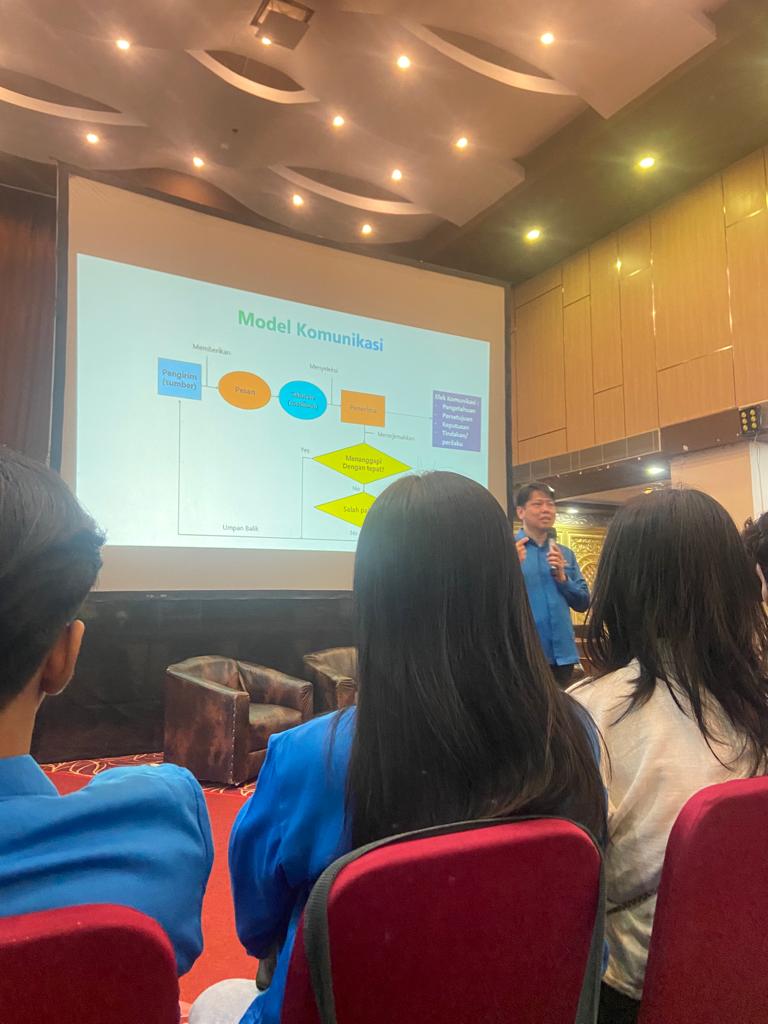 Model Komunikasi
Memberikan
Menyeleksi
Pengirim
(sumber)
Pesan
Penerima
Efek Komunikasi :
- Pengetahuan
- Persetujuan
- Keputusan
- Tindakan/
perilaku
Menerjemahkan
Yes
Menanggapi
Dengan tepat?
No
Salah
Umpan Balik
No